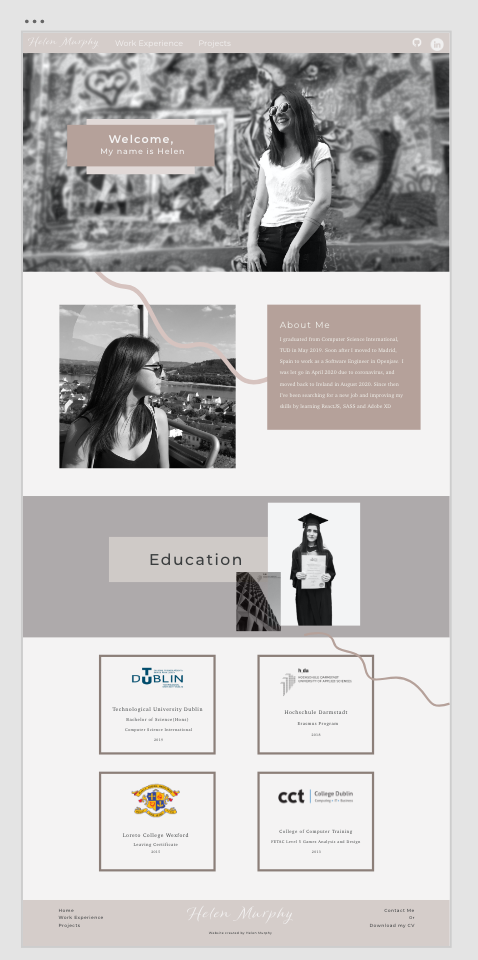 Helen Murphy Work Experience Projects
in
Welcome,
My name is Helen
About Me
I graduated from Computer Science International,
TUD in May 2019. Soon after I moved to Madrid,
Spain to work as a Software Engineer in Openjaw. I
was let go in April 2020 due to coronavirus, and
moved back to Ireland in August 2020. Since then
I've been searching for a new job and improving my
skills by learning ReactJS, SASS and Adobe XD
Education
DUBLIN
h_da
HOCHSCHULE DARMSTADT
UNIVERSITY OF APPLIED SCIENCES
Technological University Dublin
Bachelor of Science(Hons)
Computer Science International
2019
Hochschule Darmstadt
Erasmus Program
2018
cct College Dublin
Computing • IT • Business
Loreto College Wexford
Leaving Certificate
2015
College of Computer Training
FETAC Level 5 Games Analysis and Design
Home
Work Experience
Projects
Helen Murphy
Website created by Helen Murphy
Contact Me
Download my CV